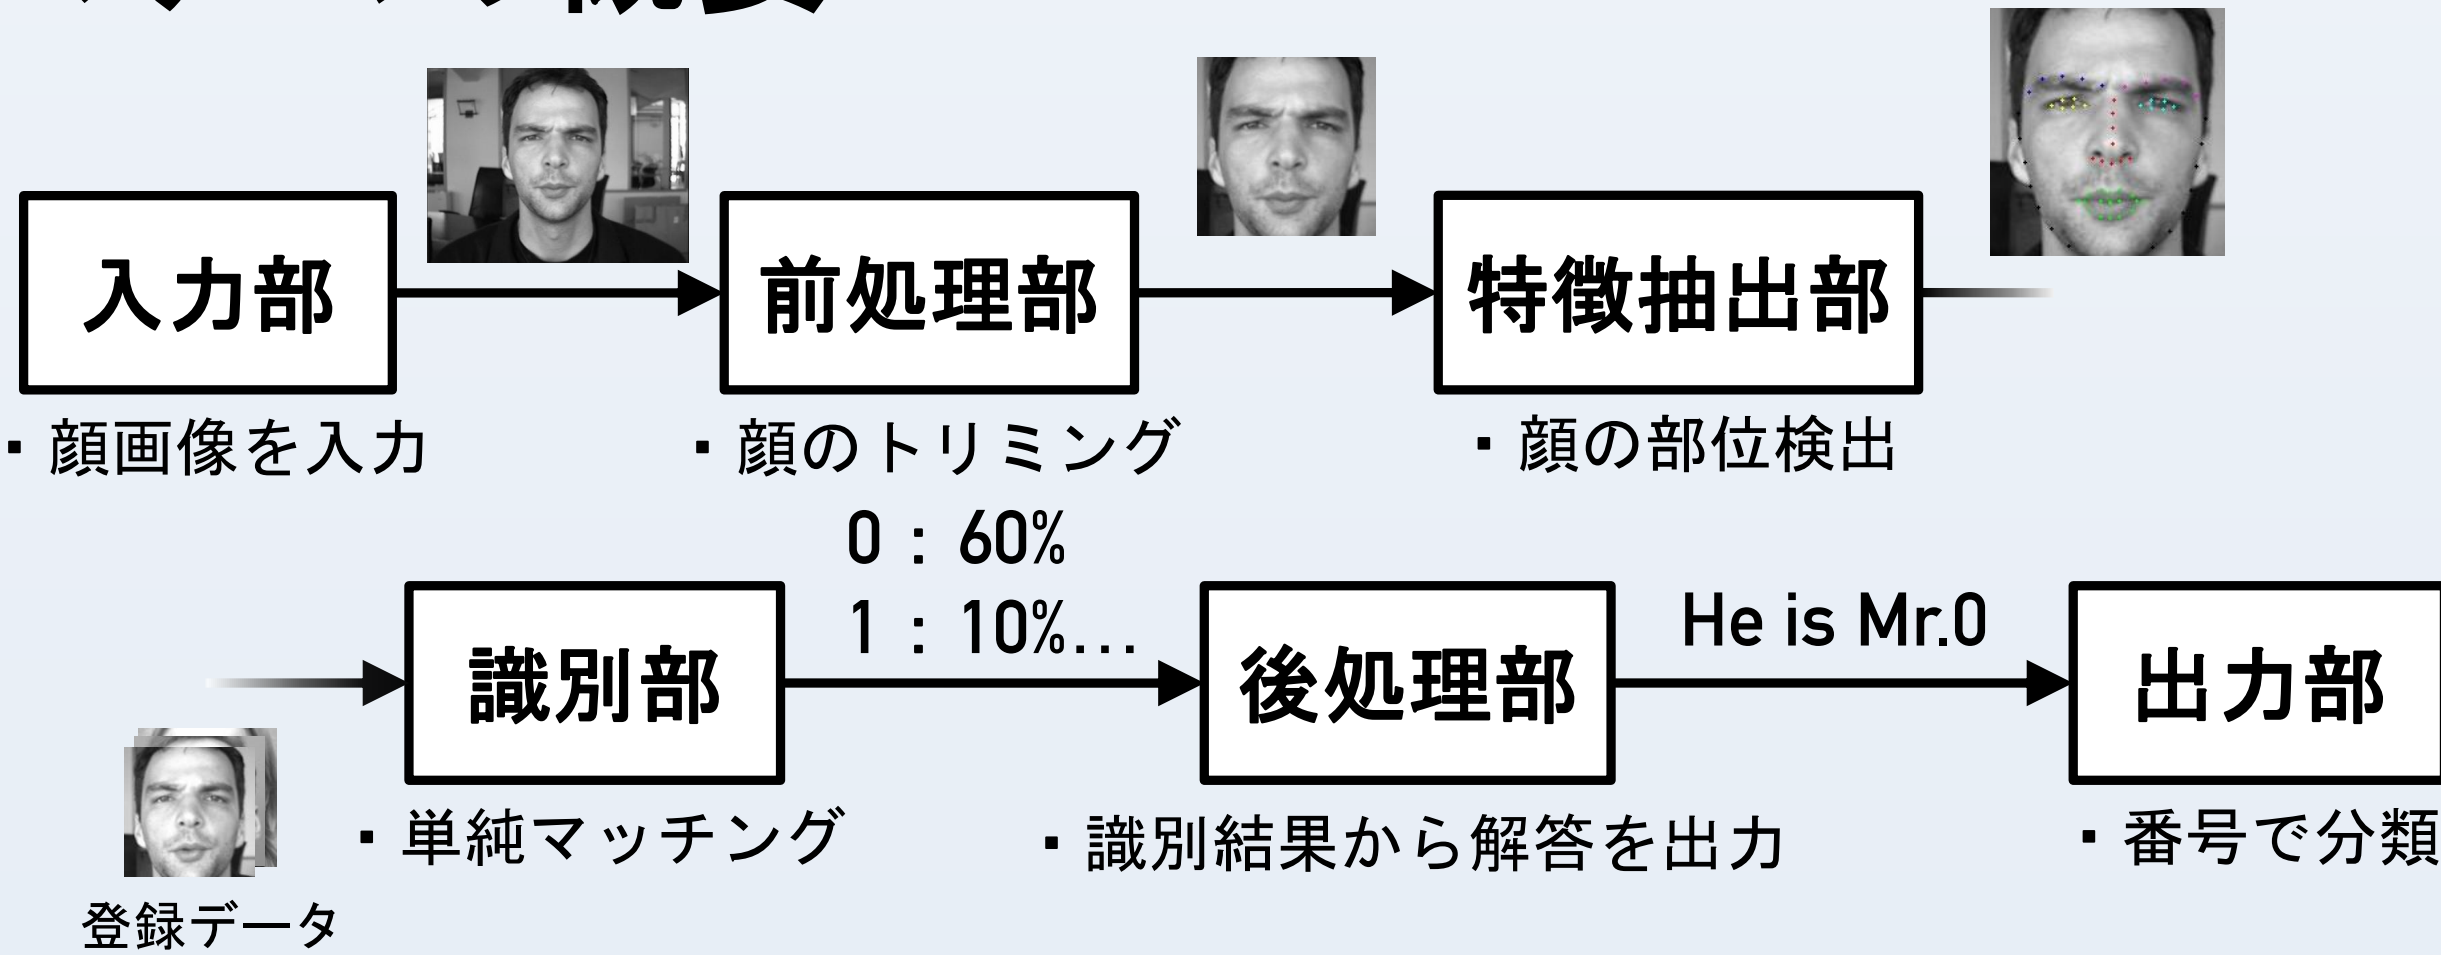 入力部
前処理部
特徴抽出部
・顔画像を入力
・顔のトリミング
・顔の部位検出
0 : 60%
1 : 10%...
He is Mr.0
識別部
後処理部
出力部
・単純マッチング
・識別結果から解答を出力
・番号で分類
登録データ